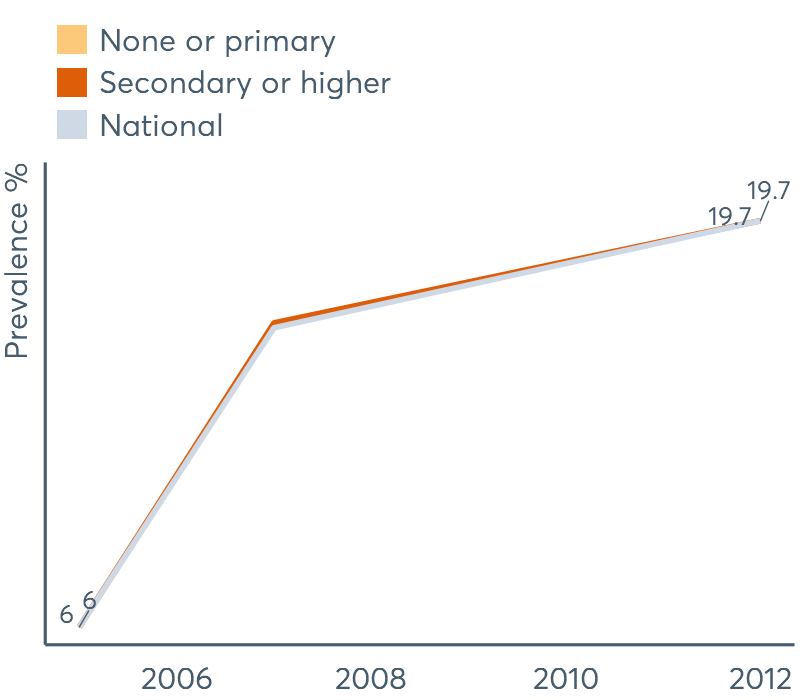 None or primary
Secondary or higher
National
Prevalence %
19.7
19.7
6
6
2006
2008
2010
2012